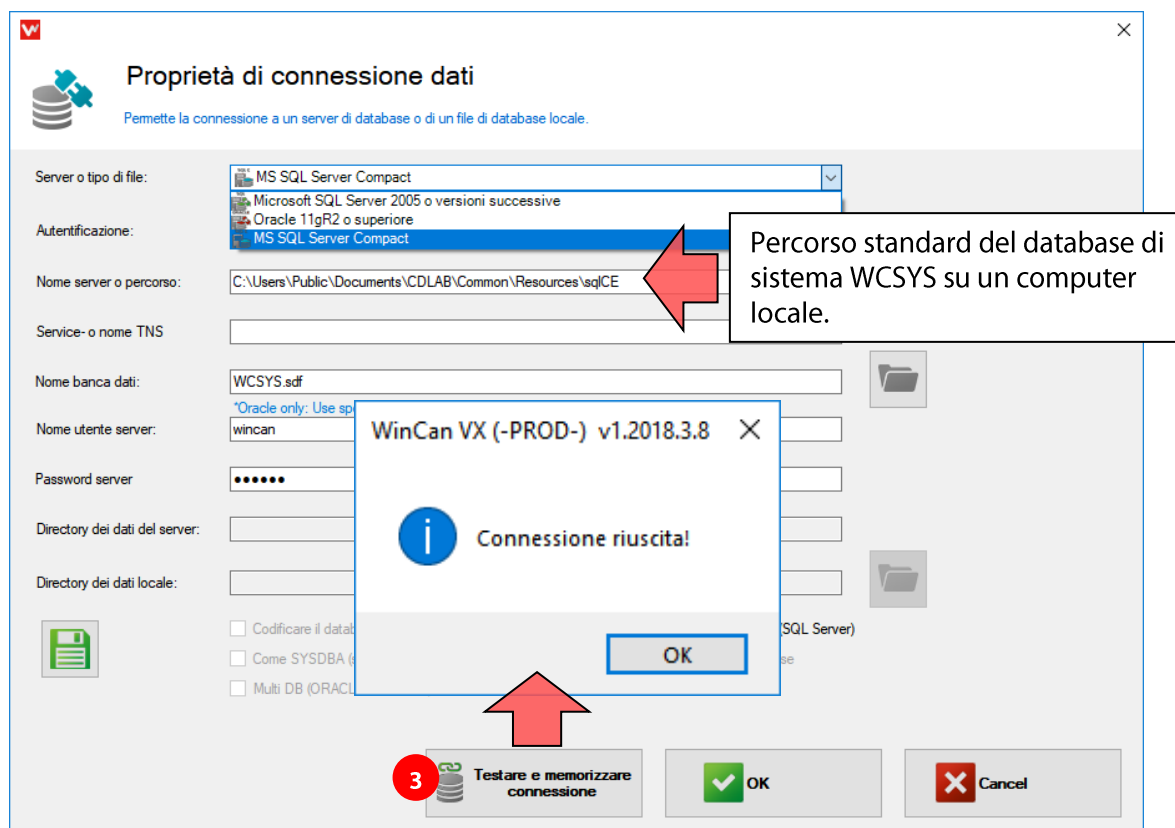 Proprietà di connessione dati
Permette la connessione a un server di database o di un file di database locale.
Server o tipo di file:
MS SQL Server Compact
Microsoft SQL Server 2005 o versioni successive
Oracle 11gR2 o superiore
MS SQL Server Compact
Autentificazione:
Percorso standard del database di
sistema WCSYS su un computer
locale.
Nome server o percorso:
C:\Users\Public\Documents\CDLAB\Common\Resources\sqlCE
Service- o nome TNS
Nome banca dati:
WCSYS.sdf
*Oracle only: Use
Nome utente server:
wincan
WinCan VX (-PROD-) v1.2018.3.8
Password server
••••••
Connessione riuscita!
Directory dei dati del server:
Directory dei dati locale:
Codificare il
(SQL Server)
Come SYSDBA
OK
Multi DB
3
Testare e memorizzare
connessione
OK
Cancel